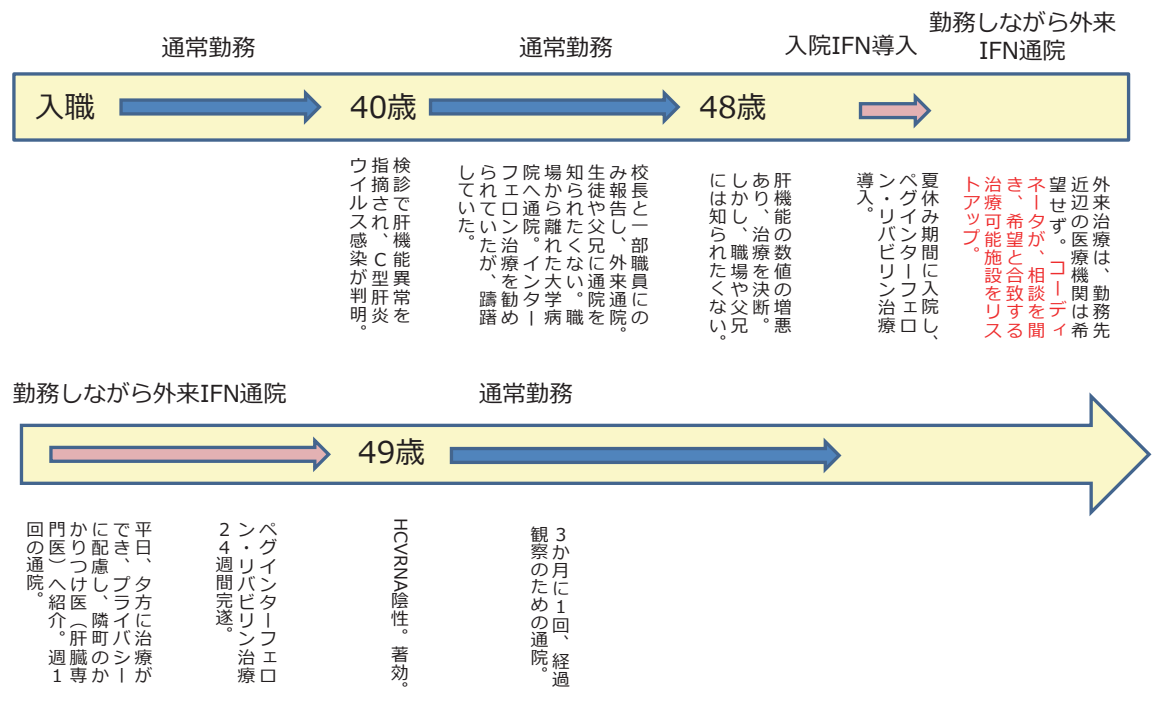 通常勤務
通常勤務
入院IFN導入
勤務しながら外来
IFN通院
入職
40歳
48歳
検診で肝機能異常を
指摘され、C型肝炎
ウイルス感染が判明。
校長と一部職員にの
み報告し、外来通院。
生徒や父兄に通院を
知られたくない。職
場から離れた大学病
院へ通院。インター
フェロン治療を勧め
られていたが、躊躇
していた。
肝機能の数値の増悪
あり、治療を決断。
しかし、職場や父兄
には知られたくない。
夏休み期間に入院し、
ペグインターフェロ
ン・リバビリン治療
導入。
外来治療は、勤務先
近辺の医療機関は希
望せず。コーディ
ネータが、相談を聞
き、希望と合致する
治療可能施設をリス
トアップ。
勤務しながら外来IFN通院
通常勤務
49歳
平日、夕方に治療が
でき、プライバシー
に配慮し、隣町のか
かりつけ医（肝臓専
門医）へ紹介。週1
回の通院。
ペグインターフェロ
ン・リバビリン治療
24週間完遂。
HCVRNA陰性。著効。
3か月に1回、経過
観察のための通院。